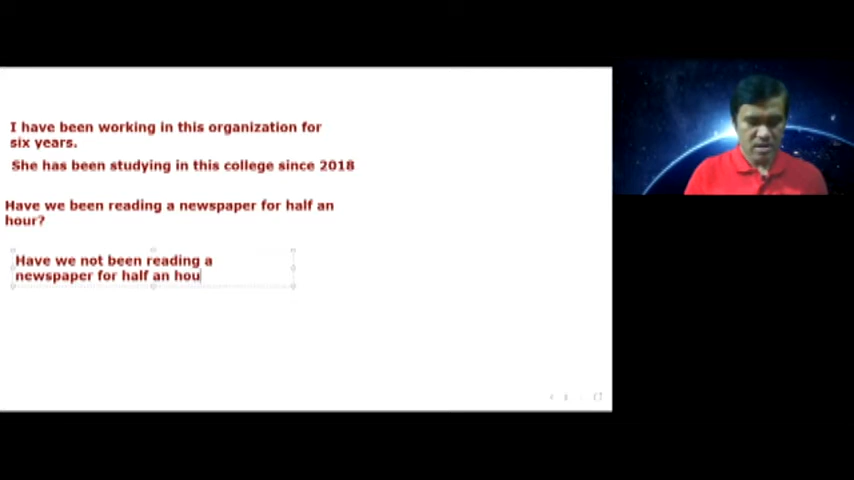 I have been working in this organization for
six years.
She has been studying in this college since 2018
Have we been reading a newspaper for half an
hour?
Have we not been reading a
newspaper for half an hou